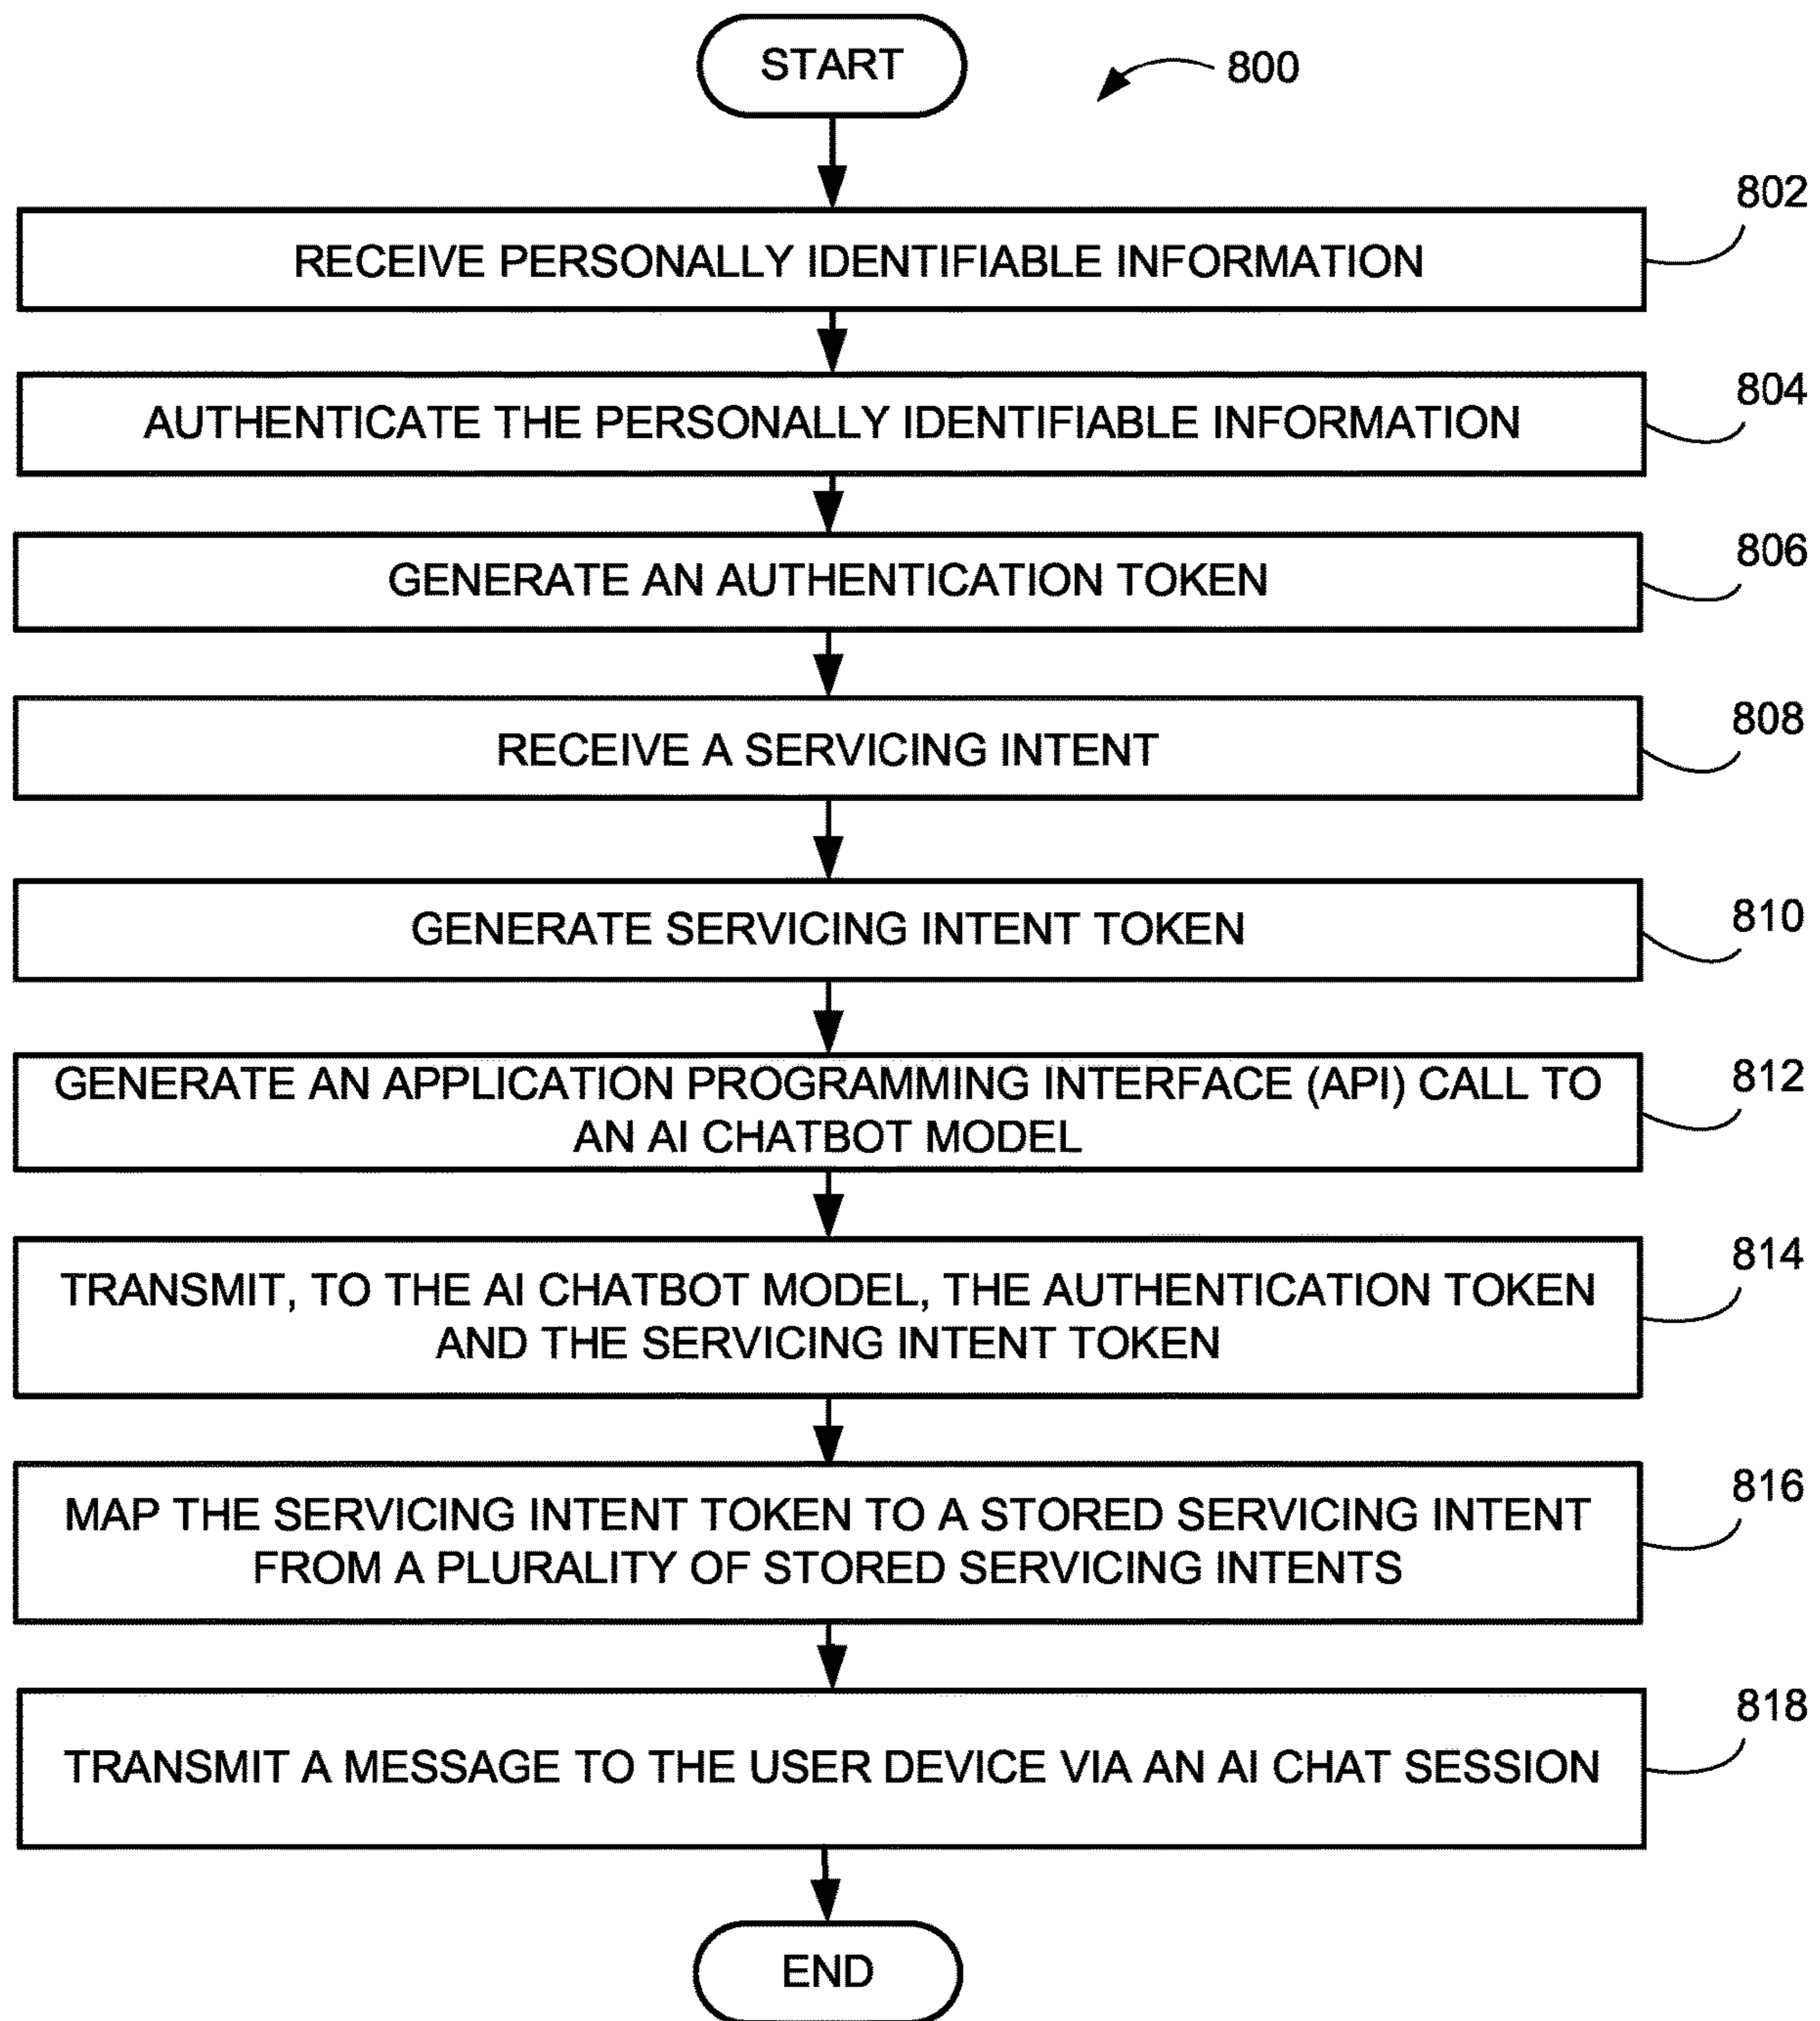 START
800
802
RECEIVE PERSONALLY IDENTIFIABLE INFORMATION
804
AUTHENTICATE THE PERSONALLY IDENTIFIABLE INFORMATION
806
GENERATE AN AUTHENTICATION TOKEN
808
RECEIVE A SERVICING INTENT
810
GENERATE SERVICING INTENT TOKEN
812
GENERATE AN APPLICATION PROGRAMMING INTERFACE (API) CALL TO
AN AI CHATBOT MODEL
814
TRANSMIT, TO THE AI CHATBOT MODEL, THE AUTHENTICATION TOKEN
AND THE SERVICING INTENT TOKEN
816
MAP THE SERVICING INTENT TOKEN TO A STORED SERVICING INTENT
FROM A PLURALITY OF STORED SERVICING INTENTS
818
TRANSMIT A MESSAGE TO THE USER DEVICE VIA AN AI CHAT SESSION
END